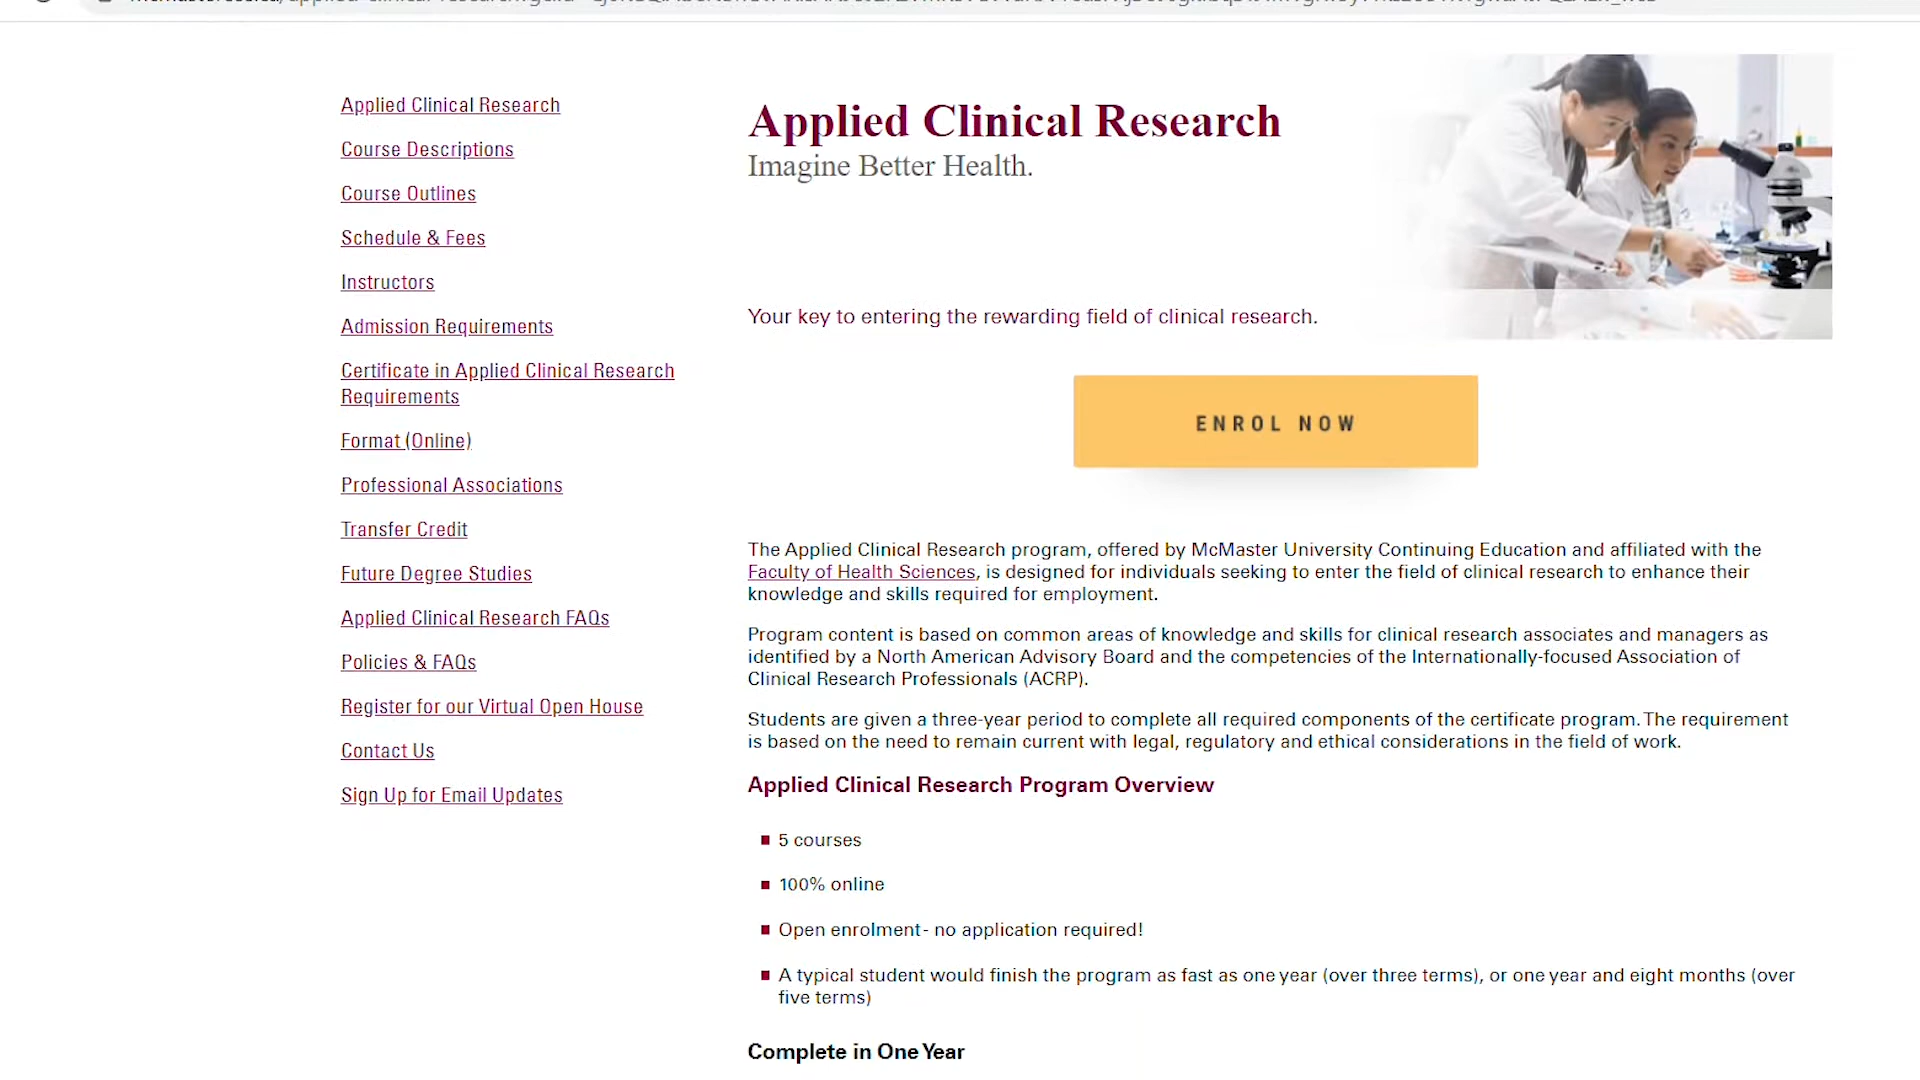 Applied Clinical Research
Course Descriptions
Course Outlines
Schedule & Fees
Instructors
Admission Requirements
Certificate in Applied Clinical Research
Requirements
Format (Online)
Professional Associations
Transfer Credit
Future Degree Studies
Applied Clinical Research FAQs
Policies & FAQs
Register for our Virtual Open House
Contact Us
Sign Up for Email Updates
Applied Clinical Research
Imagine Better Health.
Your key to entering the rewarding field of clinical research.
ENROL NOW
The Applied Clinical Research program, offered by McMaster University Continuing Education and affiliated with the
Faculty of Health Sciences, is designed for individuals seeking to enter the field of clinical research to enhance their
knowledge and skills required for employment.
Program content is based on common areas of knowledge and skills for clinical research associates and managers as
identified by a North American Advisory Board and the competencies of the Internationally-focused Association of
Clinical Research Professionals (ACRP).
Students are given a three-year period to complete all required components of the certificate program. The requirement
is based on the need to remain current with legal, regulatory and ethical considerations in the field of work.
Applied Clinical Research Program Overview
5 courses
100% online
Open enrolment- no application required!
A typical student would finish the program as fast as one year (over three terms), or one year and eight months (over
five terms)
Complete in One Year